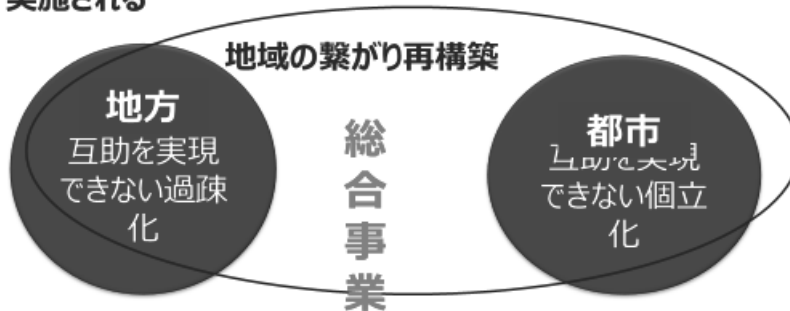 実施される
地域の繋がり再構築
地方
互助を実現
できない過疎
化
総
合
事
業
都市
互助を実現
できない個立
化